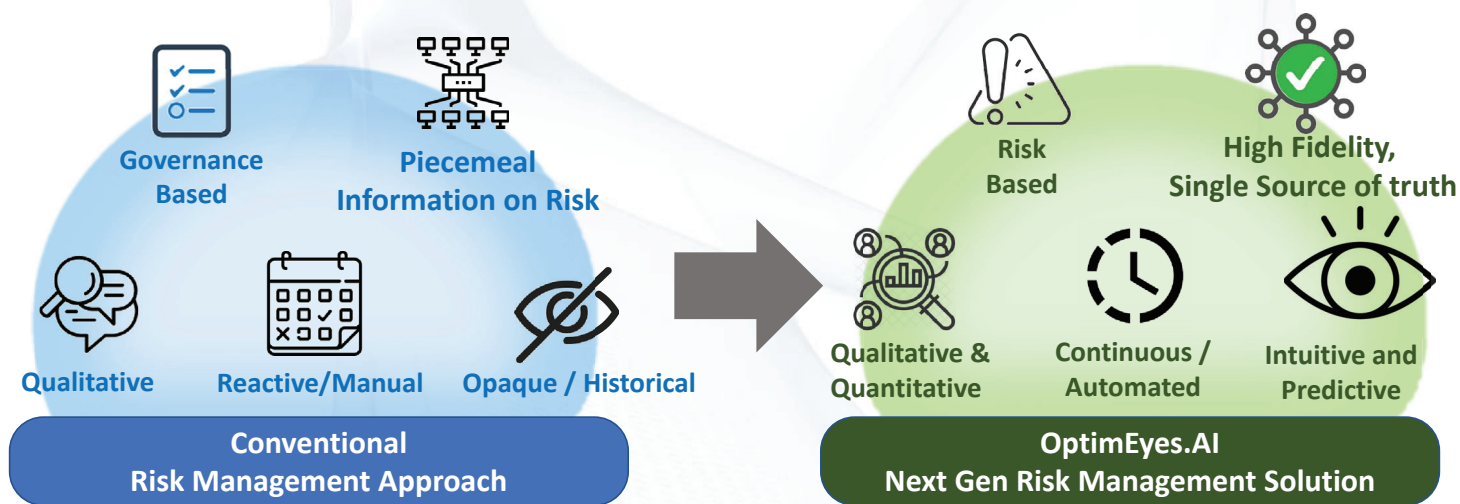 Governance
Based
Piecemeal
Information on Risk
Qualitative
Reactive/Manual
Opaque / Historical
Conventional
Risk Management Approach
Risk
Based
High Fidelity,
Single Source of truth
Qualitative &
Quantitative
Continuous /
Automated
Intuitive and
Predictive
OptimEyes.AI
Next Gen Risk Management Solution